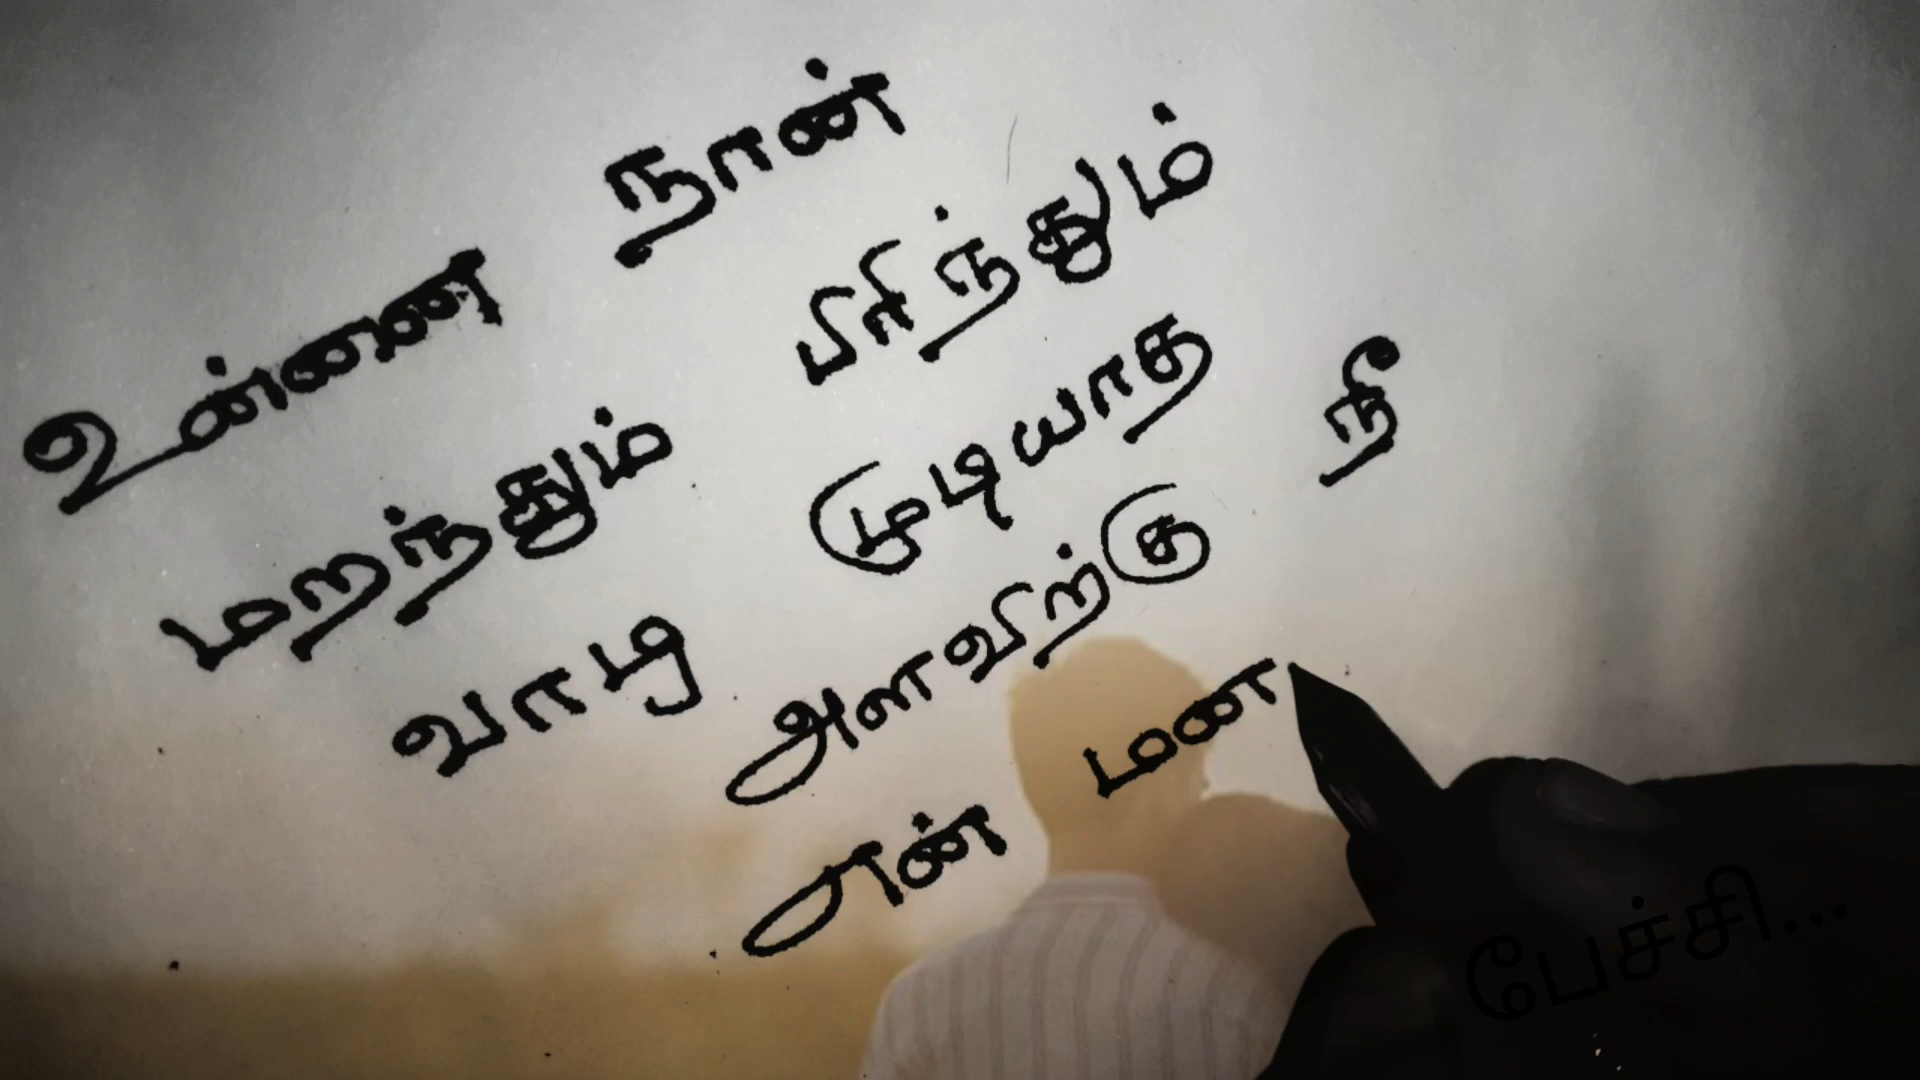 உன்னை நான்
மறந்தும் பிரிந்தும்
வாழ முடியாத
அளவிற்கு நீ
என் மன
பேச்சி...